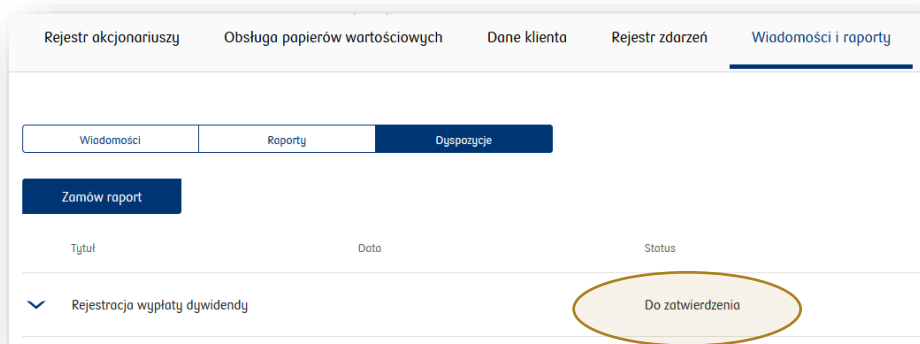 Rejestr akcjonariuszy Obsługa papierów wartościowych Dane klienta Rejestr zdarzeń Wiadomości i raporty
Wiadomości Raporty Dyspozycje
Zamów raport
Tytuł Data Status
Rejestracja wypłaty dywidendy Do zatwierdzenia